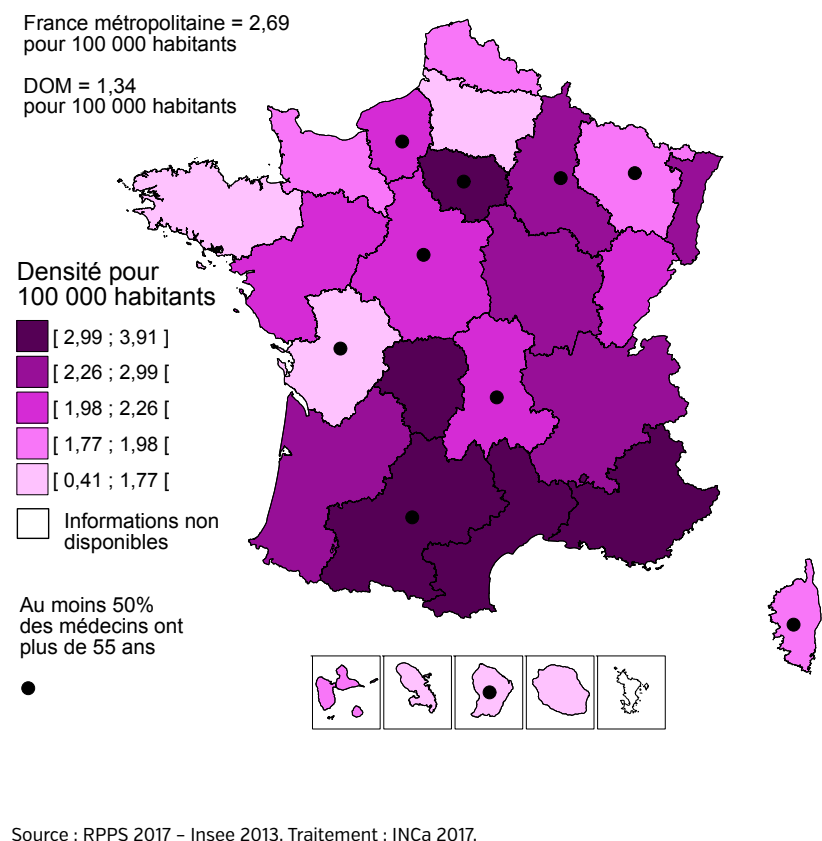 France métropolitaine = 2,69
pour 100 000 habitants
DOM = 1,34
pour 100 000 habitants
Densité pour
100 000 habitants
[ 2,99 ; 3,91 ]
[ 2,26 ; 2,99 [
[ 1,98 ; 2,26 [
[ 1,77 ; 1,98 [
[ 0,41 ; 1,77 [
Informations non
disponibles
Au moins 50%
des médecins ont
plus de 55 ans
Source : RPPS 2017 – Insee 2013. Traitement : INCa 2017.